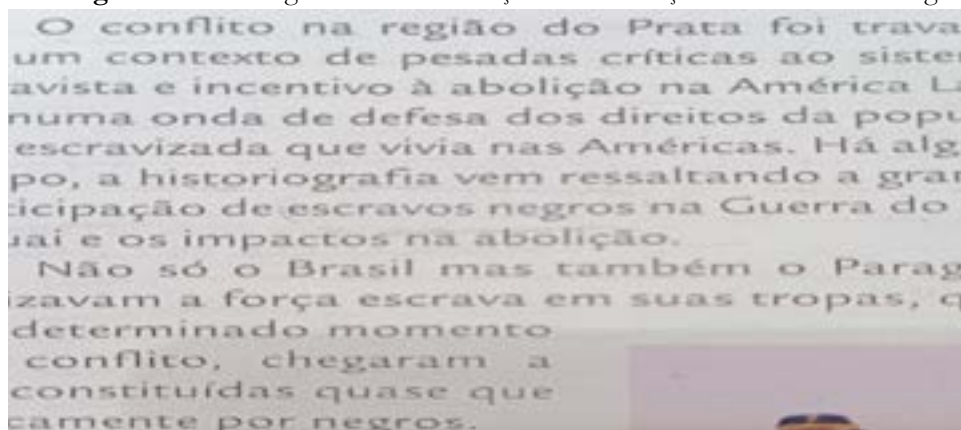 O conflito na região do Prata foi trava
um contexto de pesadas críticas ao siste
avista e incentivo à abolição na América La
numa onda de defesa dos direitos da popu
escravizada que vivia nas Américas. Há alg
po, a historiografia vem ressaltando a gra
icipação de escravos negros na Guerra do
uai e os impactos na abolição.
Não só o Brasil mas também o Parag
izavam a força escrava em suas tropas, q
determinado momento
conflito, chegaram a
constituídas quase que
camente por negros.